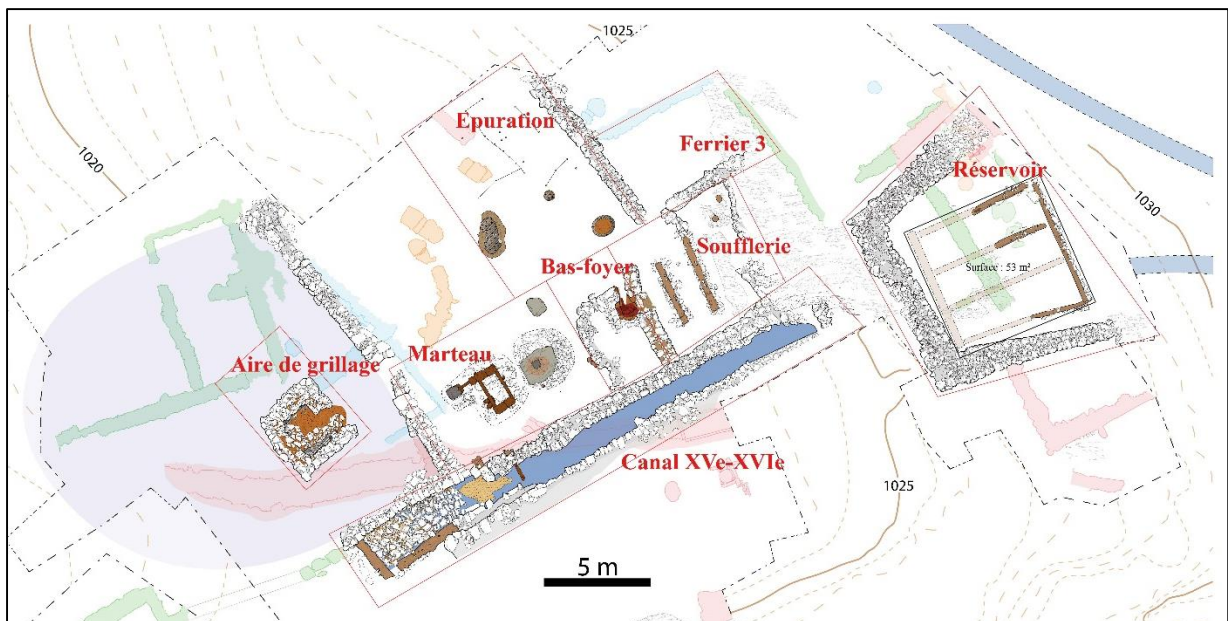 1025
Epuration
Ferrier 3
1020
Réservoir
1030
Soufflerie
Bas-foyer
Surface : 53 m²
Marteau
Aire de grillage
Canal XVe-XVIe
1025
5 m